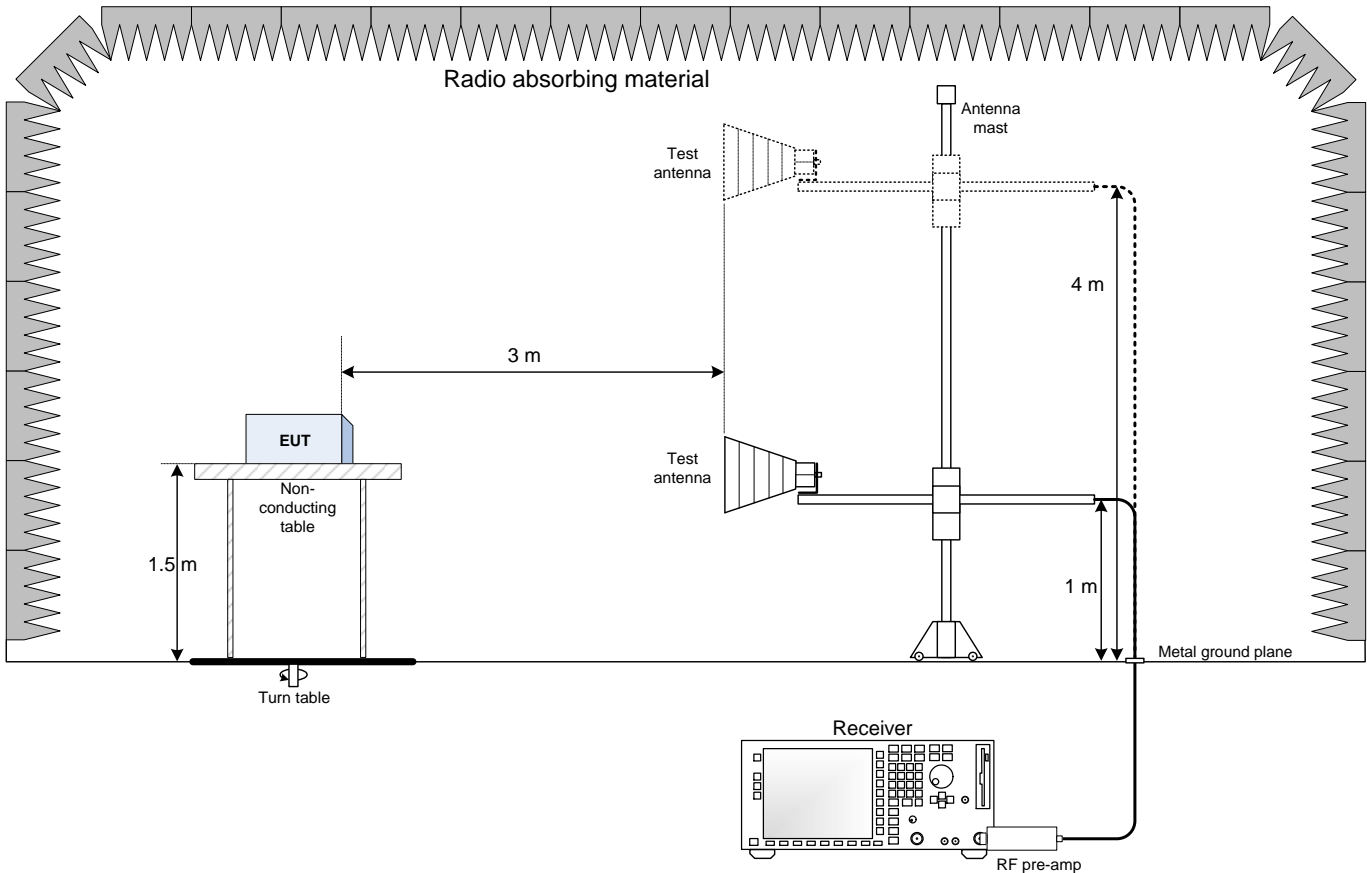 Radio absorbing material
Antenna
mast
Test
antenna
4 m
3 m
EUT
Test
antenna
Non-
conducting
table
1.5 m
1 m
Metal ground plane
Turn table
Receiver
RF pre-amp